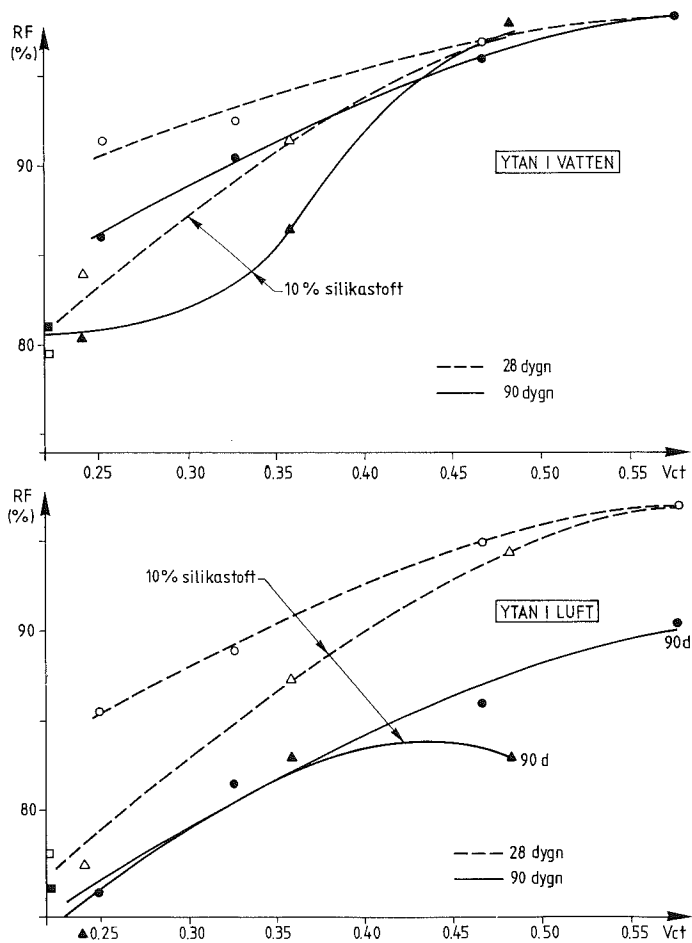 RF
(%)
90
YTAN I VATTEN
10% silikastoft
80
28 dygn
90 dygn
0.25 0.30 0.35 0.40 0.45 0.50 0.55 Vct
RF
(%)
10% silikastoft
YTAN I LUFT
90
90d
90 d
80
28 dygn
90 dygn
0.25 0.30 0.35 0.40 0.45 0.50 0.55 Vct